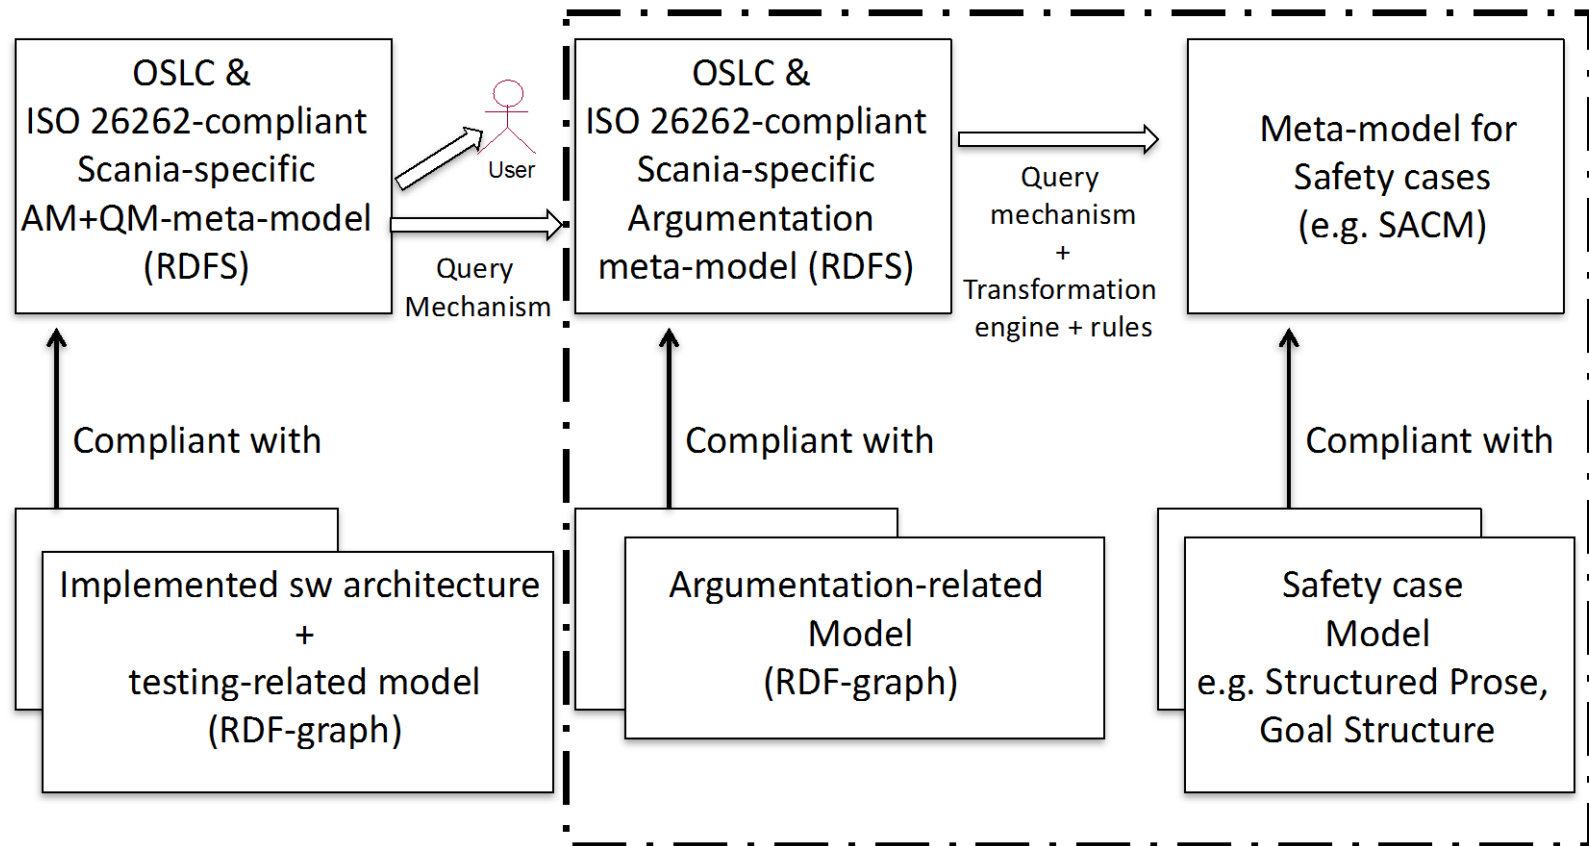 OSLC &
ISO 26262-compliant
Scania-specific
AM+QM-meta-model
(RDFS)
User
Query
Mechanism
OSLC &
ISO 26262-compliant
Scania-specific
Argumentation
meta-model (RDFS)
Query
mechanism
+
Transformation
engine + rules
Meta-model for
Safety cases
(e.g. SACM)
Compliant with
Compliant with
Compliant with
Implemented sw architecture
+
testing-related model
(RDF-graph)
Argumentation-related
Model
(RDF-graph)
Safety case
Model
e.g. Structured Prose,
Goal Structure